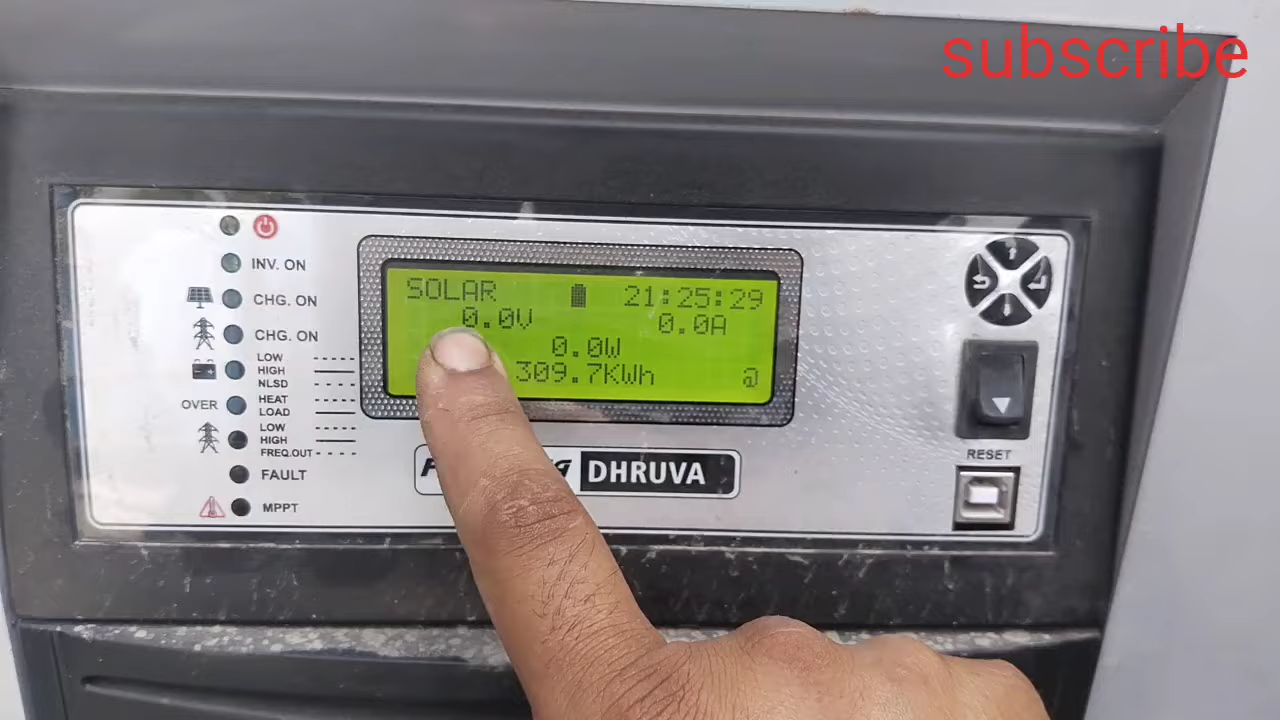 subscribe
INV. ON
CHG. ON
CHG. ON
LOW
HIGH
NLSD
OVER
HEAT
LOAD
LOW
HIGH
FREQ.OUT
FAULT
MPPT
SOLAR 21:25:29
0.0V 0.0A
0.0W
309.7KWh @
DHRUVA
RESET